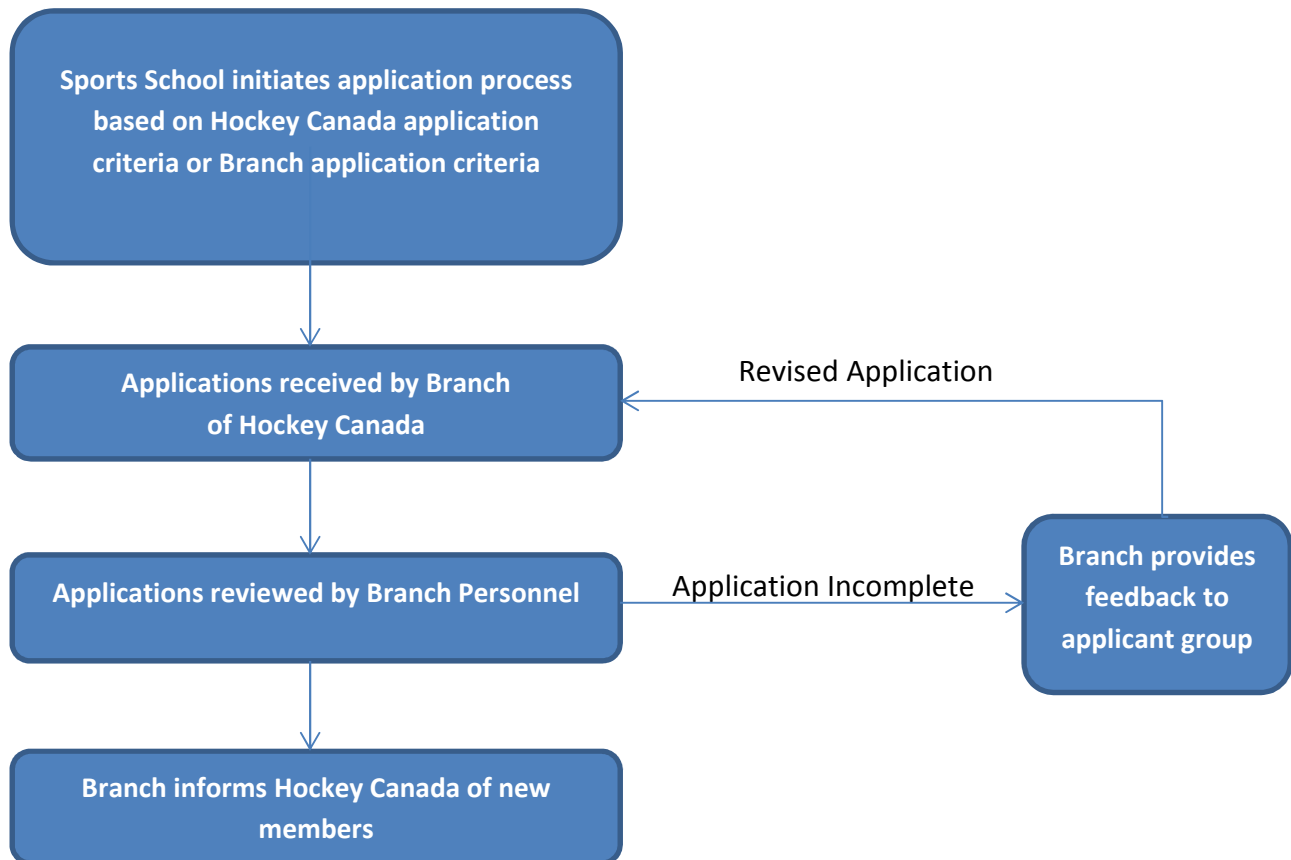 Sports School initiates application process
based on Hockey Canada application
criteria or Branch application criteria
Applications received by Branch
of Hockey Canada
Revised Application
Applications reviewed by Branch Personnel
Application Incomplete
Branch provides
feedback to
applicant group
Branch informs Hockey Canada of new
members